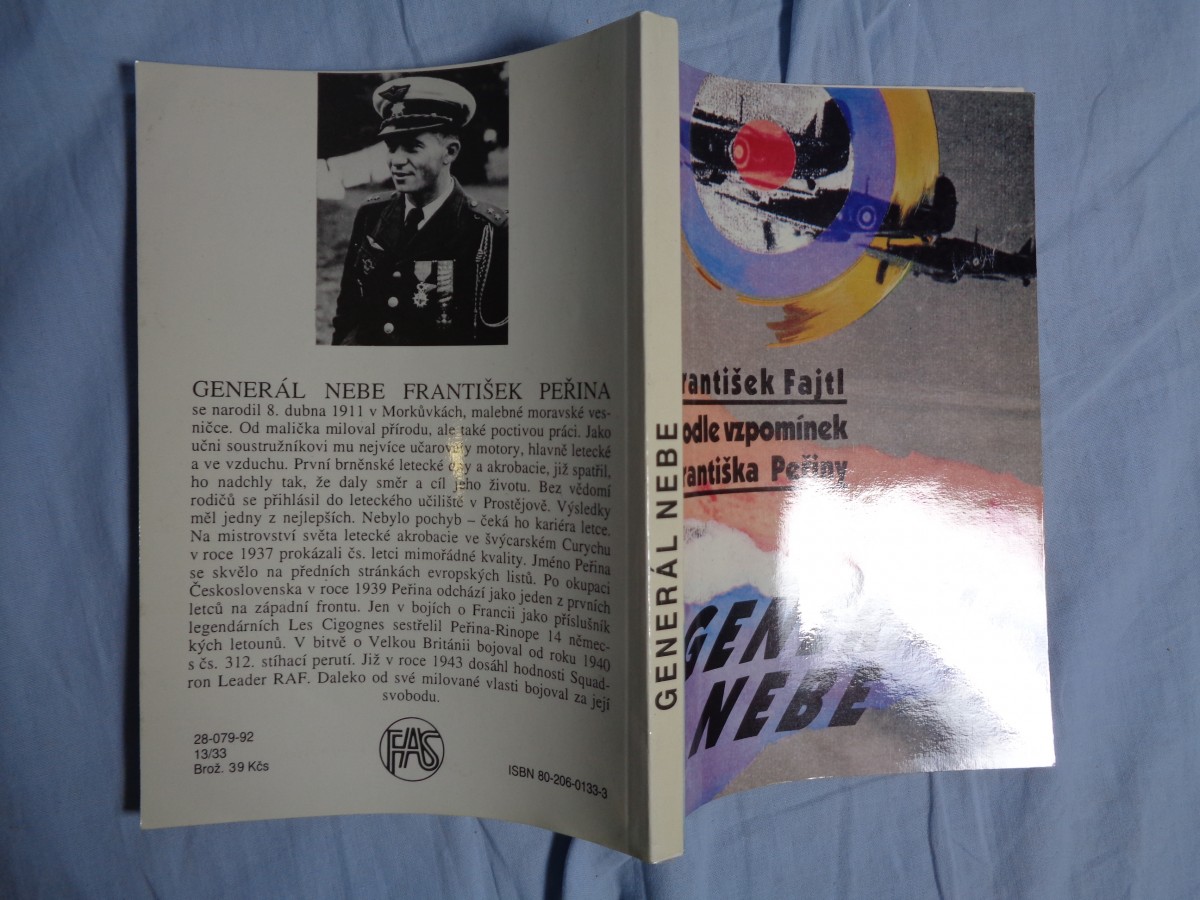 GENERÁL NEBE FRANTIŠEK PEŘINA
se narodil 8. dubna 1911 v Morkůvkách, malebné moravské ves-
ničce. Od malička miloval přírodu, ale také poctivou práci. Jako
učni soustružníkovi mu nejvíce učarovaly motory, hlavně letecké
a ve vzduchu. První brněnské letecké dny a akrobacie, již spatřil,
ho nadchly tak, že daly směr a cíl jeho životu. Bez vědomí
rodičů se přihlásil do leteckého učiliště v Prostějově. Výsledky
měl jedny z nejlepších. Nebylo pochyb – čeká ho kariéra letce.
Na mistrovství světa letecké akrobacie ve švýcarském Curychu
v roce 1937 prokázali čs. letci mimořádné kvality. Jméno Peřina
se skvělo na předních stránkách evropských listů. Po okupaci
Československa v roce 1939 Peřina odchází jako jeden z prvních
letců na západní frontu. Jen v bojích o Francii jako příslušník
legendárních Les Cigognes sestřelil Peřina-Rinope 14 němec-
kých letounů. V bitvě o Velkou Británii bojoval od roku 1940
s čs. 312. stíhací perutí. Již v roce 1943 dosáhl hodnosti Squad-
ron Leader RAF. Daleko od své milované vlasti bojoval za její
svobodu.
28-079-92
13/33
Brož. 39 Kčs
FHAS
ISBN 80-206-0133-3
GENERÁL NEBE
rantišek Fajtl
odle vzpomínek
rantiška Peřiny
NEBE